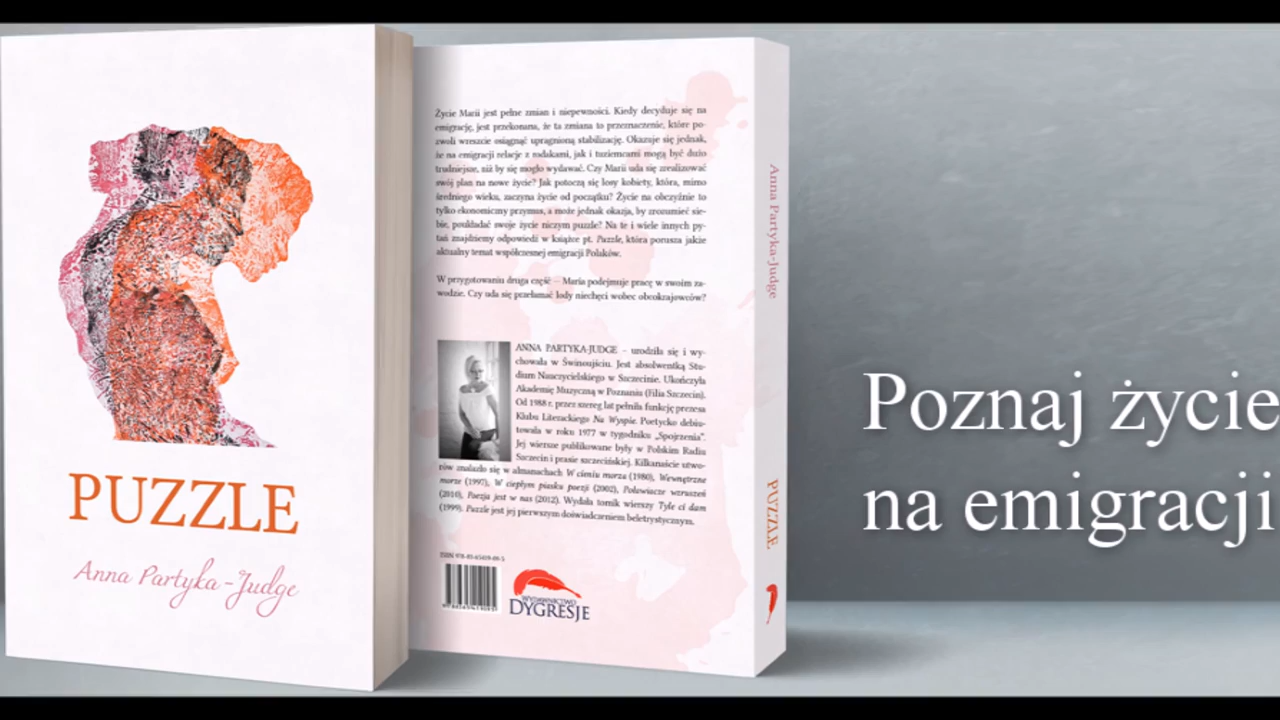 PUZZLE
Anna Partyka-Judge
Życie Marii jest pełne zmian i niepewności. Kiedy decyduje się na
emigrację, jest przekonana, że ta zmiana to przeznaczenie, które po-
zwoli wreszcie osiągnąć upragnioną stabilizację. Okazuje się jednak,
że na emigracji relacje z rodakami, jak i tuziemcami mogą być dużo
trudniejsze, niż by się mogło wydawać. Czy Marii uda się zrealizować
swój plan na nowe życie? Jak potoczą się losy kobiety, która, mimo
średniego wieku, zaczyna życie od początku? Życie na obczyźnie to
tylko ekonomiczny przymus, a może jednak okazja, by zrozumieć sie-
bie, poukładać swoje życie niczym puzzle? Na te i wiele innych py-
tań znajdziemy odpowiedzi w książce pt. Puzzle, która porusza jakże
aktualny temat współczesnej emigracji Polaków.
W przygotowaniu druga część – Maria podejmuje pracę w swoim za-
wodzie. Czy uda się przełamać lody niechęci wobec obcokrajowców?
ANNA PARTYKA-JUDGE – urodziła się i wy-
chowała w Świnoujściu. Jest absolwentką Stu-
dium Nauczycielskiego w Szczecinie. Ukończyła
Akademię Muzyczną w Poznaniu (Filia Szczecin).
Od 1988 r. przez szereg lat pełniła funkcję prezesa
Klubu Literackiego Na Wyspie. Poetycko debiu-
towała w roku 1977 w tygodniku „Spojrzenia”.
Jej wiersze publikowane były w Polskim Radiu
Szczecin i prasie szczecińskiej. Kilkanaście utwo-
rów znalazło się w almanachach W cieniu morza (1980), Wewnętrzne
morze (1997), W ciepłym piasku poezji (2002), Poławiacze wzruszeń
(2010), Poezja jest w nas (2012). Wydała tomik wierszy Tyle ci dam
(1999). Puzzle jest jej pierwszym doświadczeniem beletrystycznym.
ISBN
WYDAWNICTWO
DYGRESJE
Anna Partyka-Judge
PUZZLE
Poznaj życie
na emigracji